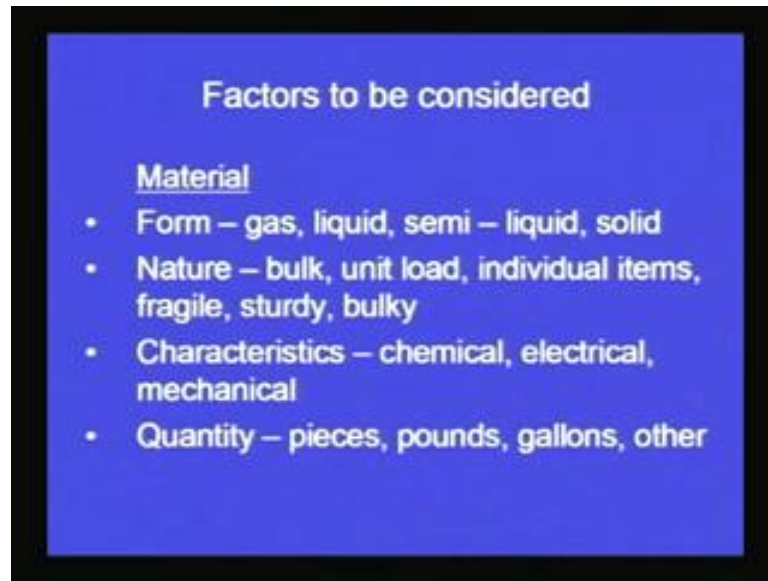 Factors to be considered
Material
• Form – gas, liquid, semi – liquid, solid
• Nature – bulk, unit load, individual items,
fragile, sturdy, bulky
• Characteristics – chemical, electrical,
mechanical
• Quantity – pieces, pounds, gallons, other